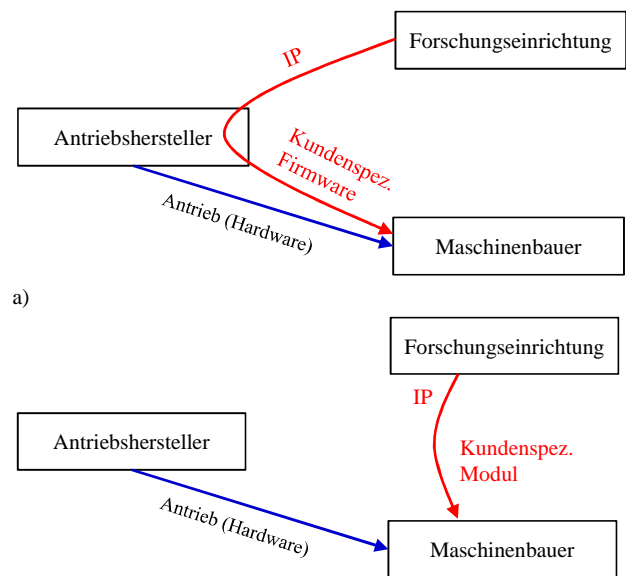 Forschungseinrichtung
IP
Antriebshersteller
Kundenspez.
Firmware
Antrieb (Hardware)
Maschinenbauer
a)
Forschungseinrichtung
IP
Antriebshersteller
Kundenspez.
Modul
Antrieb (Hardware)
Maschinenbauer